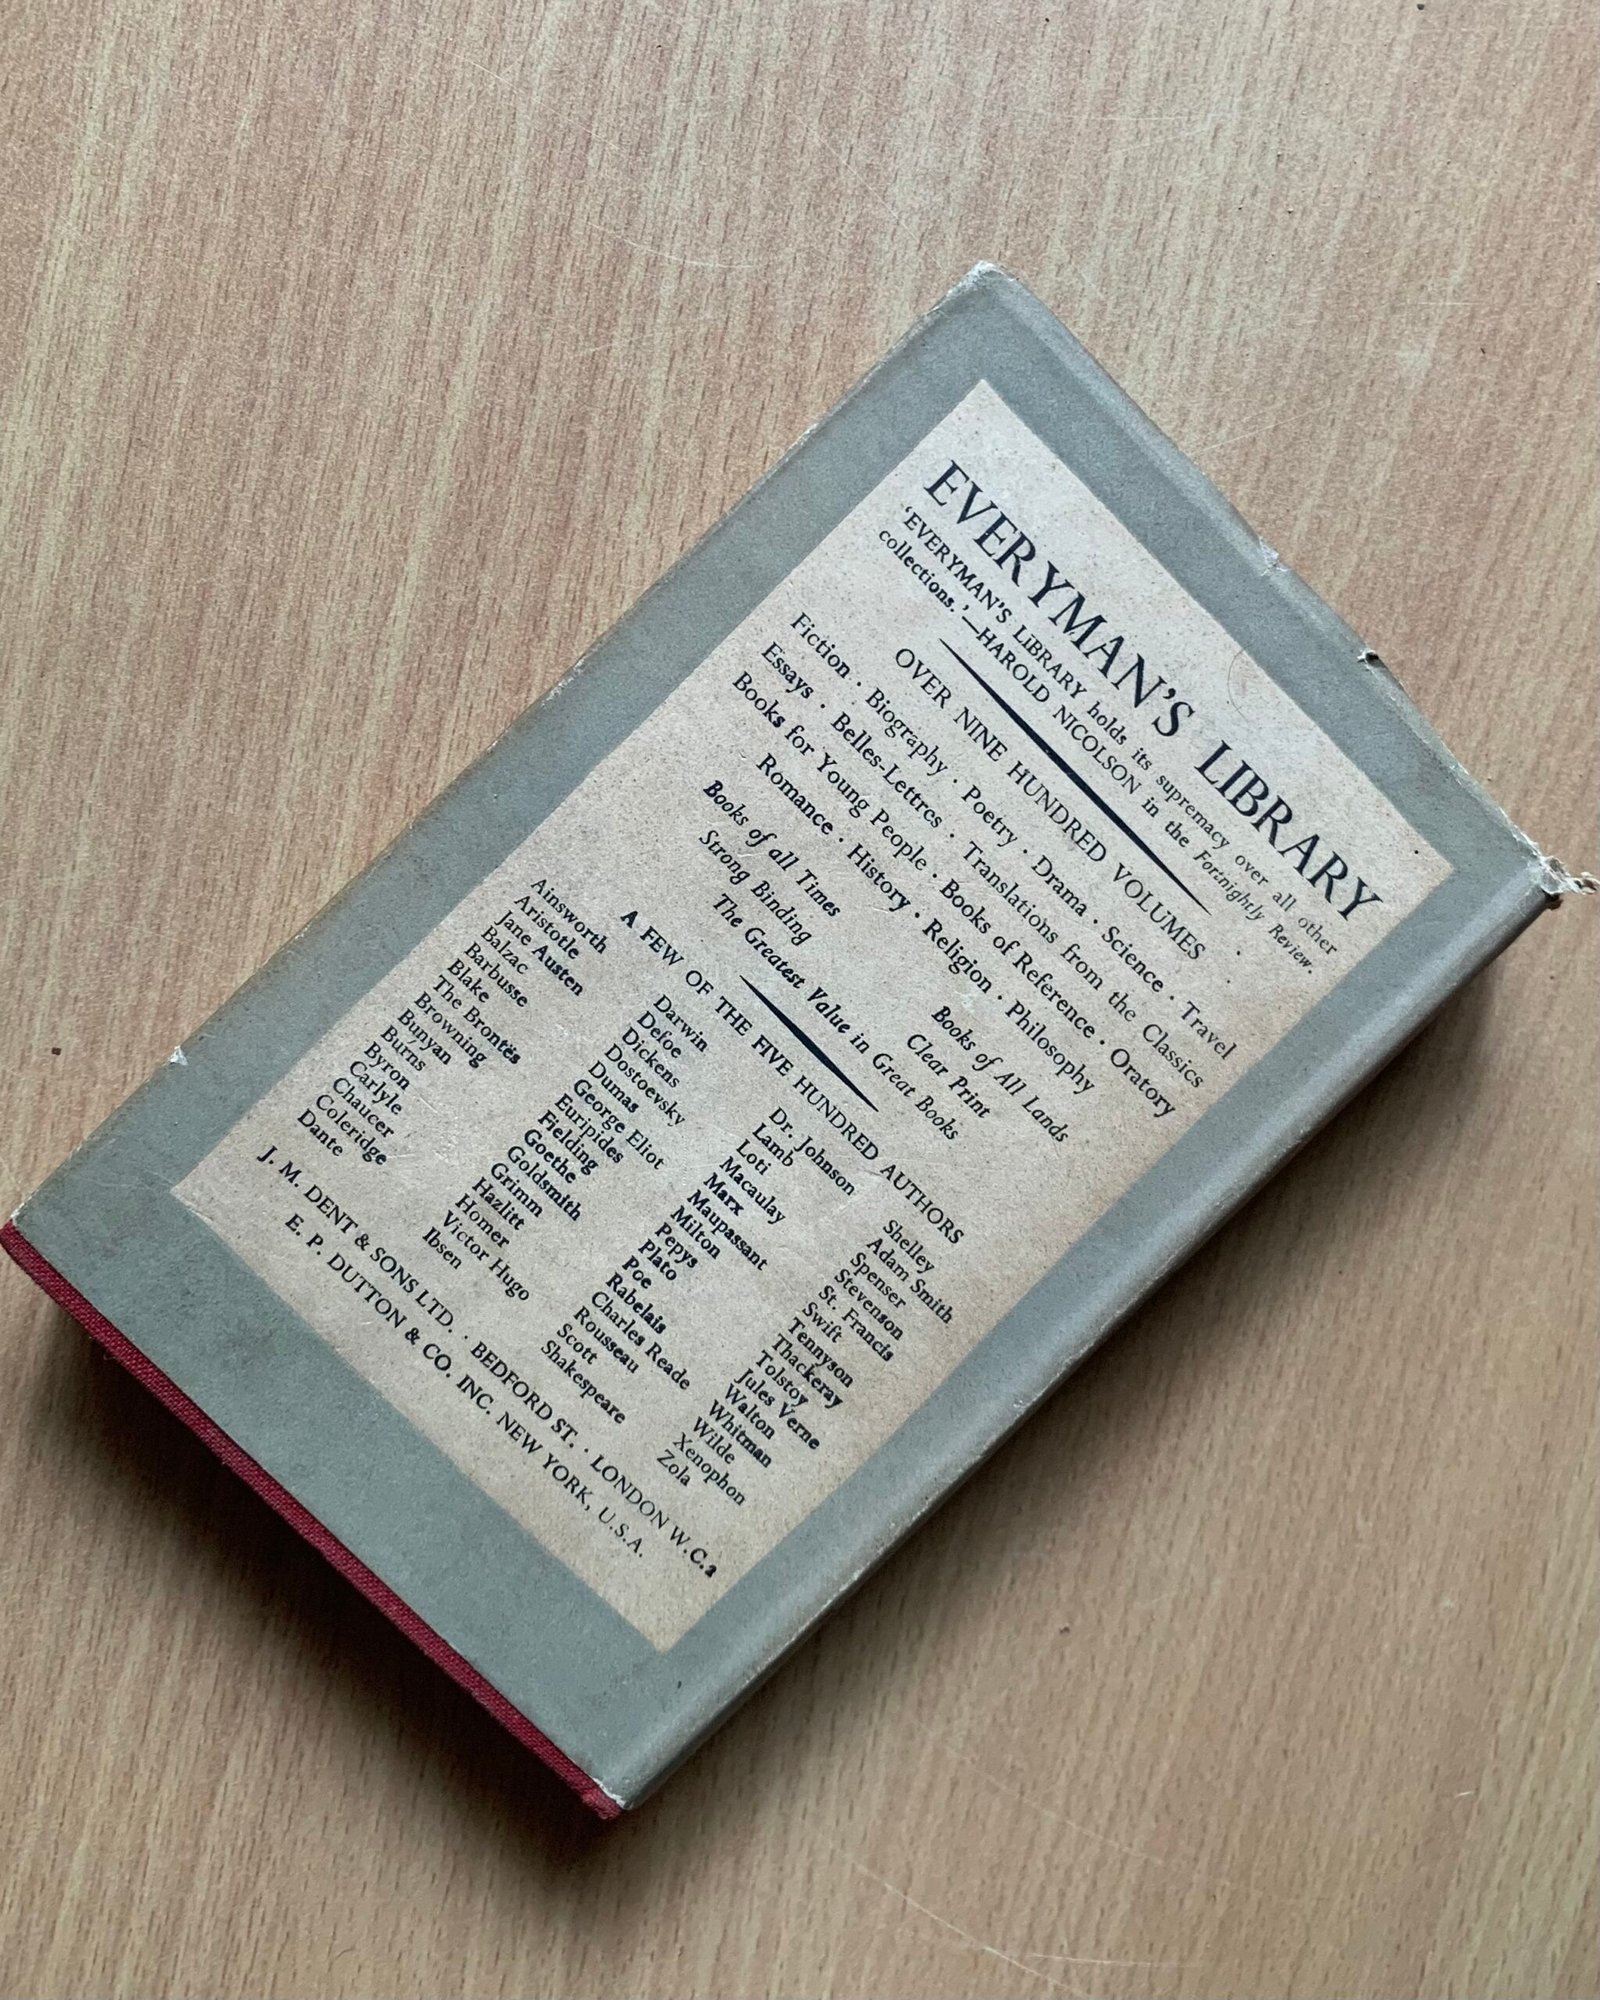 EVERYMAN'S LIBRARY
‘EVERYMAN'S LIBRARY holds its supremacy over all other
collections.’—HAROLD NICOLSON in the Fortnightly Review.
OVER NINE HUNDRED VOLUMES
Fiction · Biography · Poetry · Drama · Science · Travel
Essays · Belles-Lettres · Translations from the Classics
Books for Young People · Books of Reference · Oratory
Romance · History · Religion · Philosophy
Books of all Times Books of All Lands
Strong Binding Clear Print
The Greatest Value in Great Books
A FEW OF THE FIVE HUNDRED AUTHORS
Ainsworth Darwin Dr. Johnson Shelley
Aristotle Defoe Lamb Adam Smith
Jane Austen Dickens Loti Spenser
Balzac Dostoevsky Macaulay Stevenson
Barbusse Dumas Marx St. Francis
Blake George Eliot Maupassant Swift
The Brontës Euripides Milton Tennyson
Browning Fielding Pepys Thackeray
Bunyan Goethe Plato Tolstoy
Burns Goldsmith Poe Jules Verne
Byron Grimm Rabelais Walton
Carlyle Hazlitt Charles Reade Whitman
Chaucer Homer Rousseau Wilde
Coleridge Victor Hugo Scott Xenophon
Dante Ibsen Shakespeare Zola
J. M. DENT & SONS LTD. · BEDFORD ST. · LONDON W.C.2
E. P. DUTTON & CO. INC. NEW YORK, U.S.A.